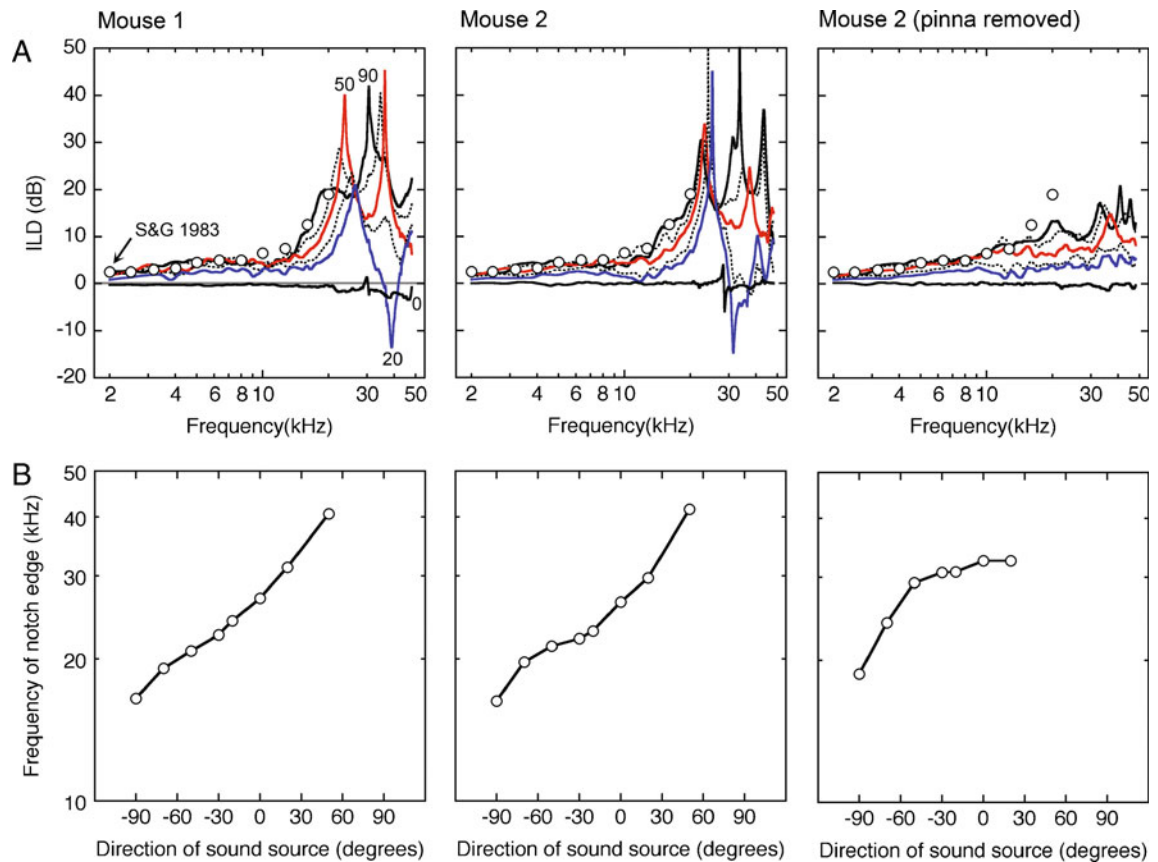 Mouse 1 Mouse 2 Mouse 2 (pinna removed)
A
ILD (dB)
50
40
30
20
10
0
-10
-20
50 90
S&G 1983
0
20
2 4 6 8 10 30 50
2 4 6 8 10 30 50
2 4 6 8 10 30 50
Frequency(kHz) Frequency(kHz) Frequency(kHz)
B
Frequency of notch edge (kHz)
50
40
30
20
10
-90 -60 -30 0 30 60 90
-90 -60 -30 0 30 60 90
-90 -60 -30 0 30 60 90
Direction of sound source (degrees) Direction of sound source (degrees) Direction of sound source (degrees)